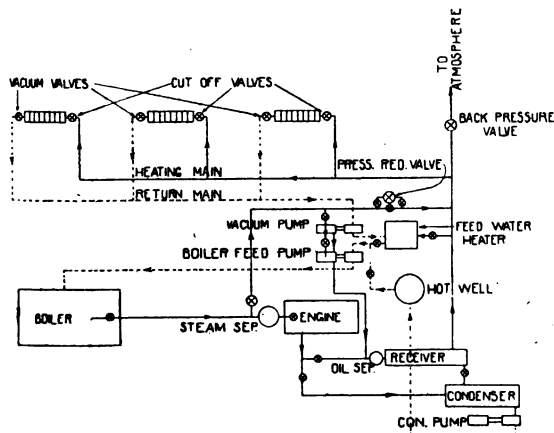 TO
ATMOSPHERE
VACUUM VALVES
CUT OFF VALVES
BACK PRESSURE
VALVE
HEATING MAIN
PRESS. RED. VALVE
RETURN MAIN
VACUUM PUMP
FEED WATER
HEATER
BOILER FEED PUMP
HOT WELL
BOILER
STEAM SEP.
ENGINE
OIL SEP.
RECEIVER
CONDENSER
CON. PUMP